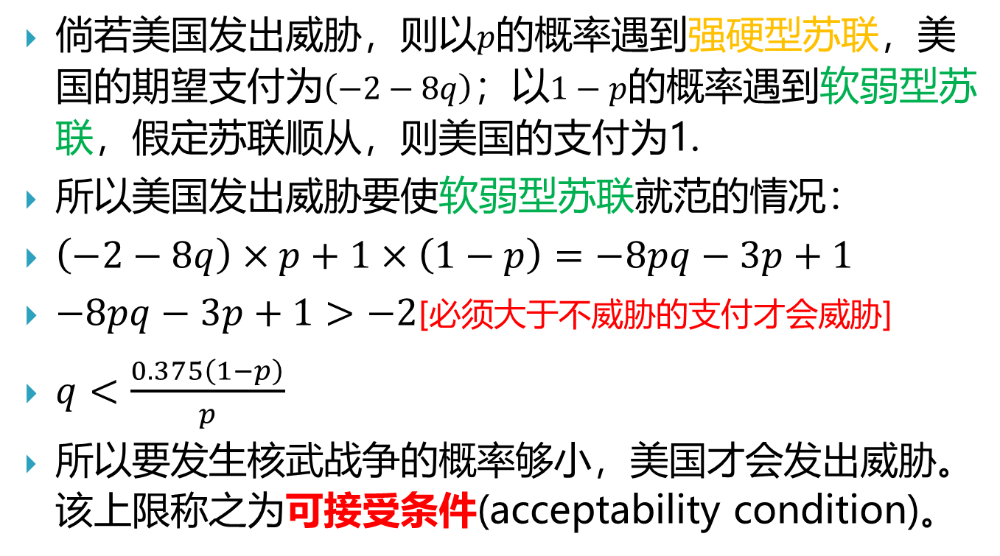 倘若美国发出威胁，则以𝑝的概率遇到强硬型苏联，美
国的期望支付为(−2 − 8𝑞)；以1 − 𝑝的概率遇到软弱型苏
联，假定苏联顺从，则美国的支付为1.
所以美国发出威胁要使软弱型苏联就范的情况：
(−2 − 8𝑞) × 𝑝 + 1 × (1 − 𝑝) = −8𝑝𝑞 − 3𝑝 + 1
−8𝑝𝑞 − 3𝑝 + 1 > −2[必须大于不威胁的支付才会威胁]
𝑞 < 0.375(1−𝑝)/𝑝
所以要发生核武战争的概率够小，美国才会发出威胁。
该上限称之为可接受条件(acceptability condition)。